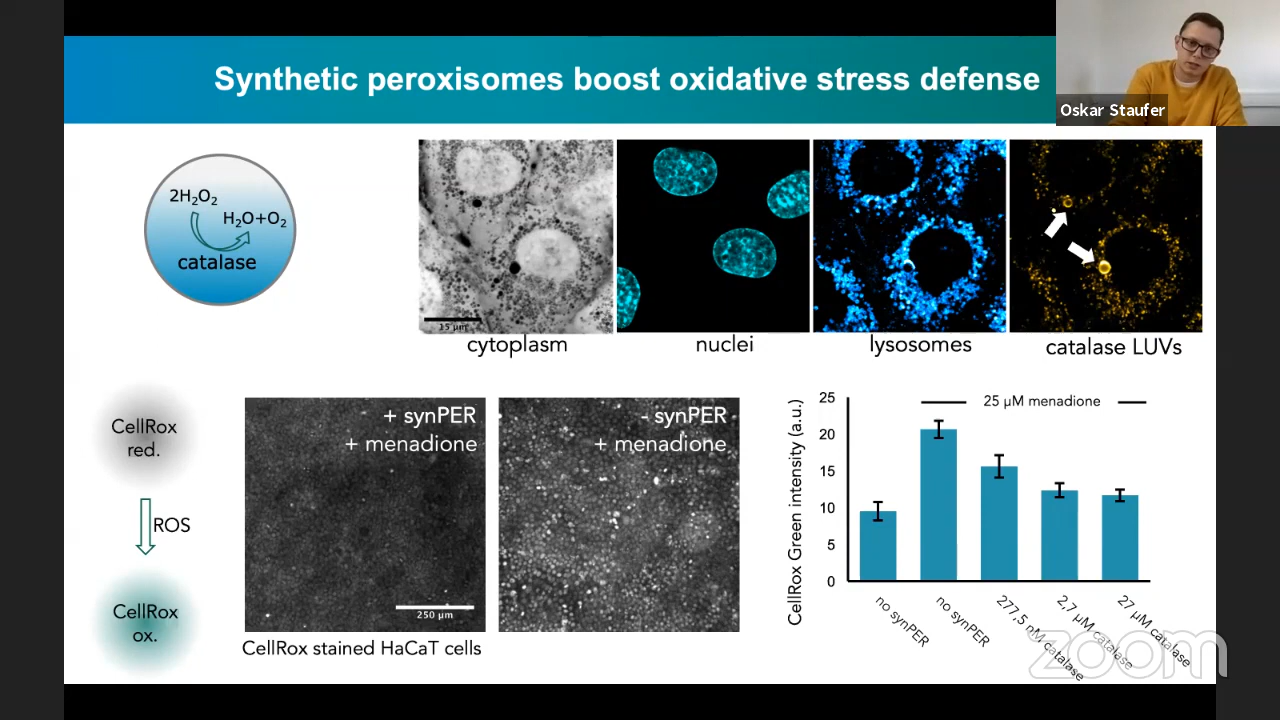 Synthetic peroxisomes boost oxidative stress defense
Oskar Staufer
2H₂O₂
H₂O+O₂
catalase
15 µm
cytoplasm
nuclei
lysosomes
catalase LUVs
CellRox
red.
ROS
CellRox
ox.
+ synPER
+ menadione
250 µm
- synPER
+ menadione
CellRox stained HaCaT cells
CellRox Green intensity (a.u.)
25 µM menadione
25
20
15
10
5
0
no synPER
no synPER
277,5 nM catalase
2,7 µM catalase
27 µM catalase
zoom